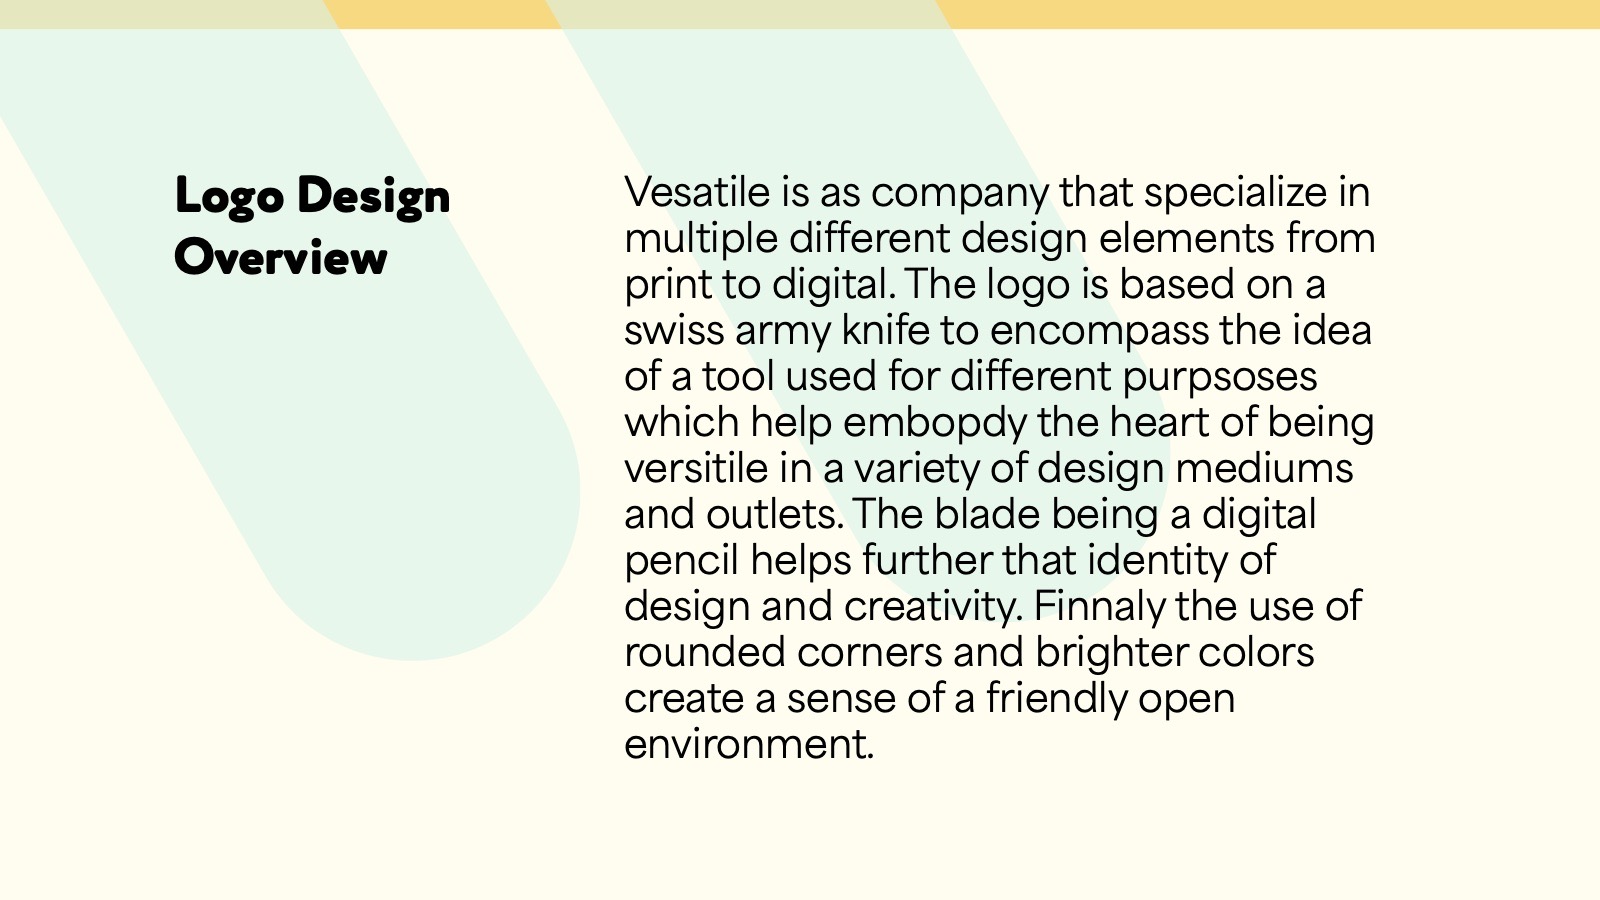 Logo Design
Overview
Vesatile is as company that specialize in
multiple different design elements from
print to digital. The logo is based on a
swiss army knife to encompass the idea
of a tool used for different purpsoses
which help embopdy the heart of being
versitile in a variety of design mediums
and outlets. The blade being a digital
pencil helps further that identity of
design and creativity. Finnaly the use of
rounded corners and brighter colors
create a sense of a friendly open
environment.